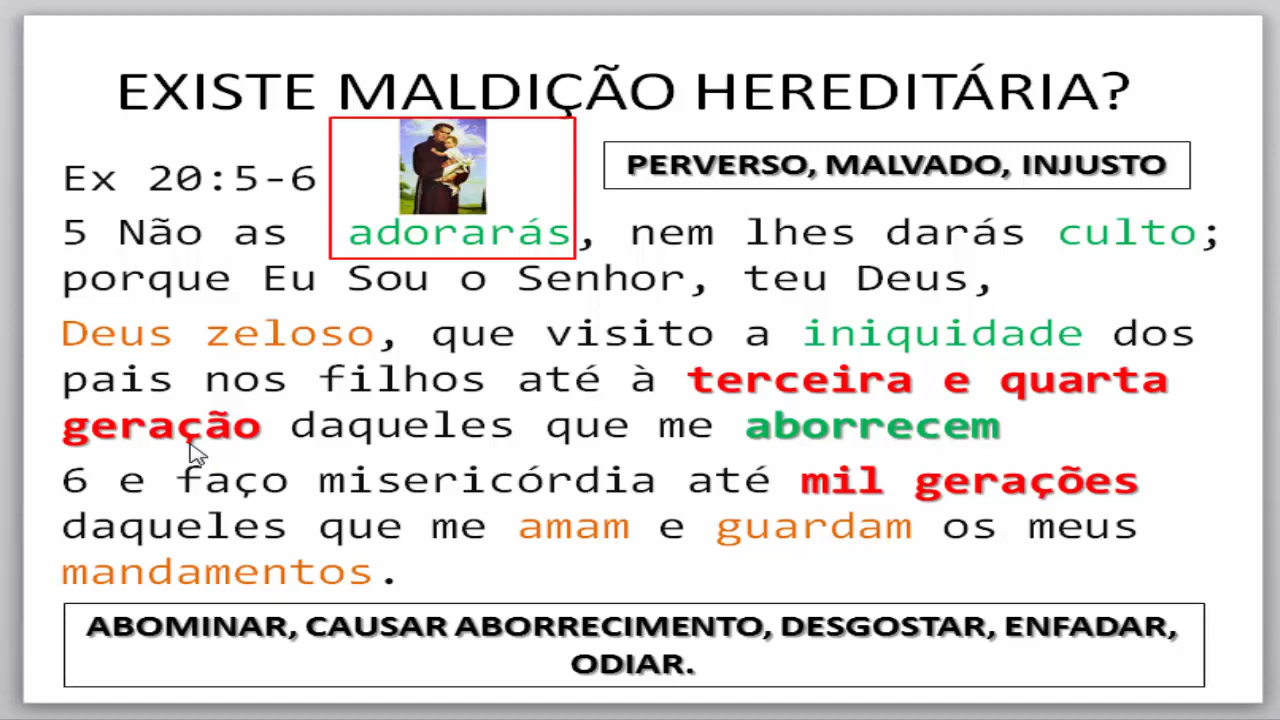 EXISTE MALDIÇÃO HEREDITÁRIA?
PERVERSO, MALVADO, INJUSTO
Ex 20:5-6
5 Não as adorarás, nem lhes darás culto;
porque Eu Sou o Senhor, teu Deus,
Deus zeloso, que visito a iniquidade dos
pais nos filhos até à terceira e quarta
geração daqueles que me aborrecem
6 e faço misericórdia até mil gerações
daqueles que me amam e guardam os meus
mandamentos.
ABOMINAR, CAUSAR ABORRECIMENTO, DESGOSTAR, ENFADAR,
ODIAR.